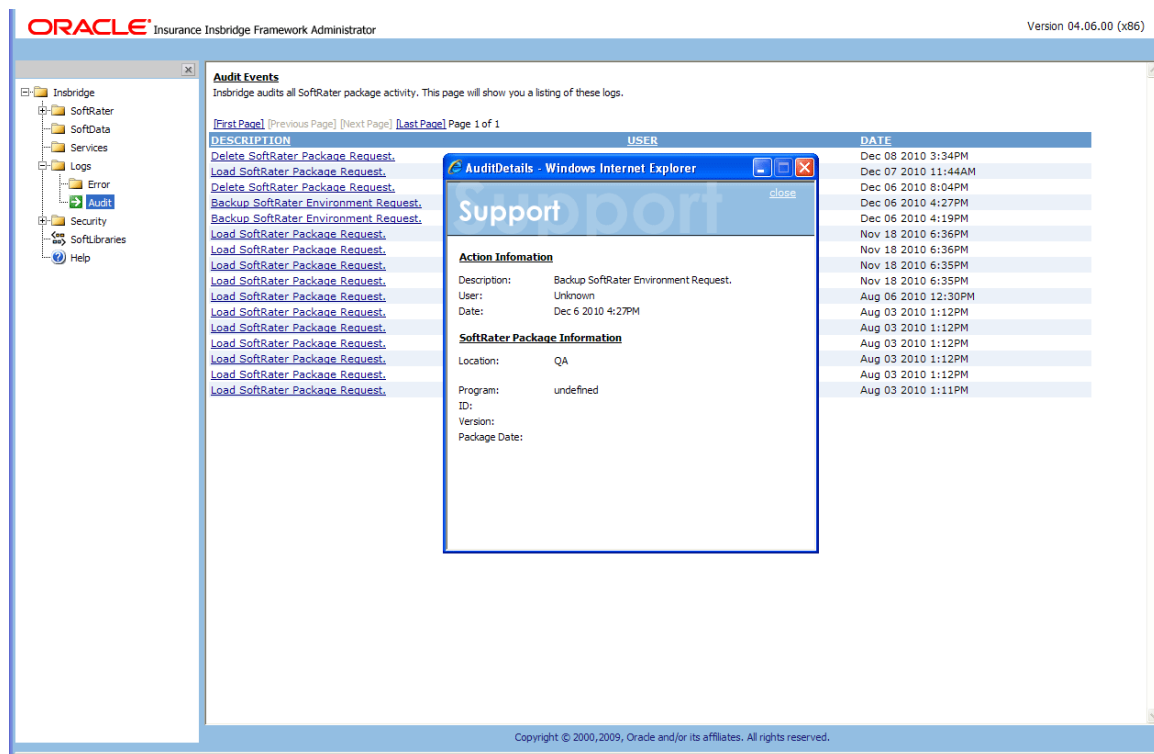 ORACLE® Insurance Insbridge Framework Administrator
Version 04.06.00 (x86)
Insbridge
SoftRater
SoftData
Services
Logs
Error
Audit
Security
SoftLibraries
Help
Audit Events
Insbridge audits all SoftRater package activity. This page will show you a listing of these logs.
[First Page] [Previous Page] [Next Page] [Last Page] Page 1 of 1
DESCRIPTION USER DATE
Delete SoftRater Package Request. Dec 08 2010 3:34PM
Load SoftRater Package Request. Dec 07 2010 11:44AM
Delete SoftRater Package Request. Dec 06 2010 8:04PM
Backup SoftRater Environment Request. Dec 06 2010 4:27PM
Backup SoftRater Environment Request. Dec 06 2010 4:19PM
Load SoftRater Package Request. Nov 18 2010 6:36PM
Load SoftRater Package Request. Nov 18 2010 6:36PM
Load SoftRater Package Request. Nov 18 2010 6:35PM
Load SoftRater Package Request. Nov 18 2010 6:35PM
Load SoftRater Package Request. Aug 06 2010 12:30PM
Load SoftRater Package Request. Aug 03 2010 1:12PM
Load SoftRater Package Request. Aug 03 2010 1:12PM
Load SoftRater Package Request. Aug 03 2010 1:12PM
Load SoftRater Package Request. Aug 03 2010 1:12PM
Load SoftRater Package Request. Aug 03 2010 1:12PM
Load SoftRater Package Request. Aug 03 2010 1:11PM
AuditDetails - Windows Internet Explorer
Support
close
Support
Action Infomation
Description: Backup SoftRater Environment Request.
User: Unknown
Date: Dec 6 2010 4:27PM
SoftRater Package Information
Location: QA
Program: undefined
ID:
Version:
Package Date:
Copyright © 2000,2009, Oracle and/or its affiliates. All rights reserved.